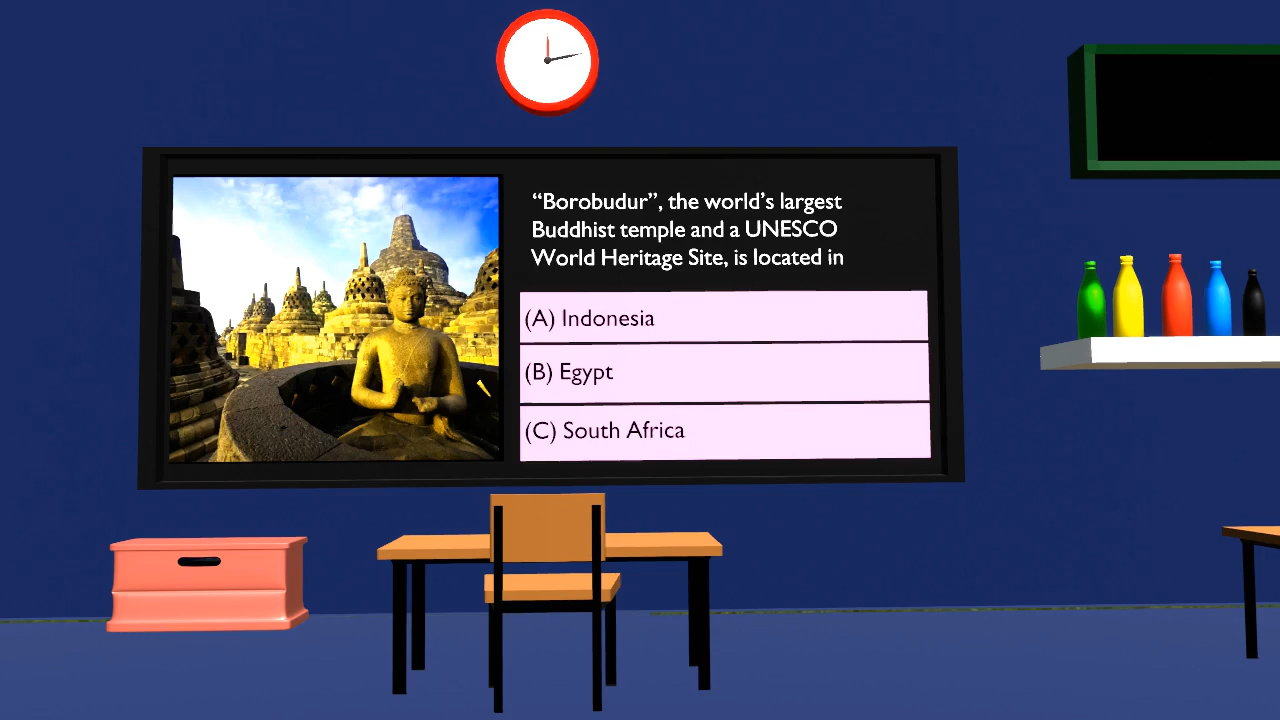 “Borobudur”, the world’s largest
Buddhist temple and a UNESCO
World Heritage Site, is located in
(A) Indonesia
(B) Egypt
(C) South Africa